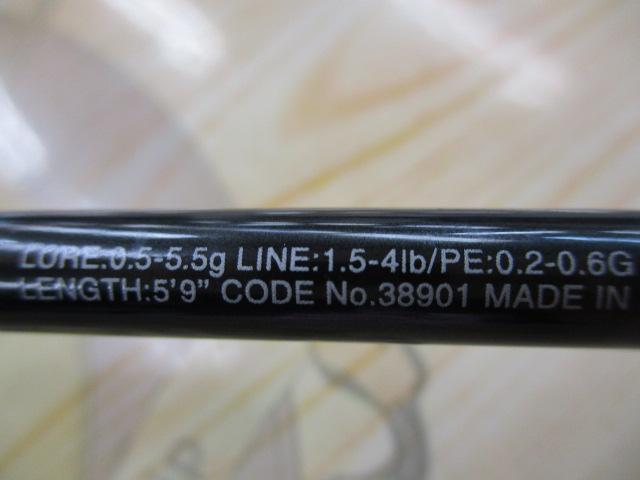 LURE:0.5-5.5g LINE:1.5-4lb/PE:0.2-0.6G
LENGTH:5'9" CODE No.38901 MADE IN